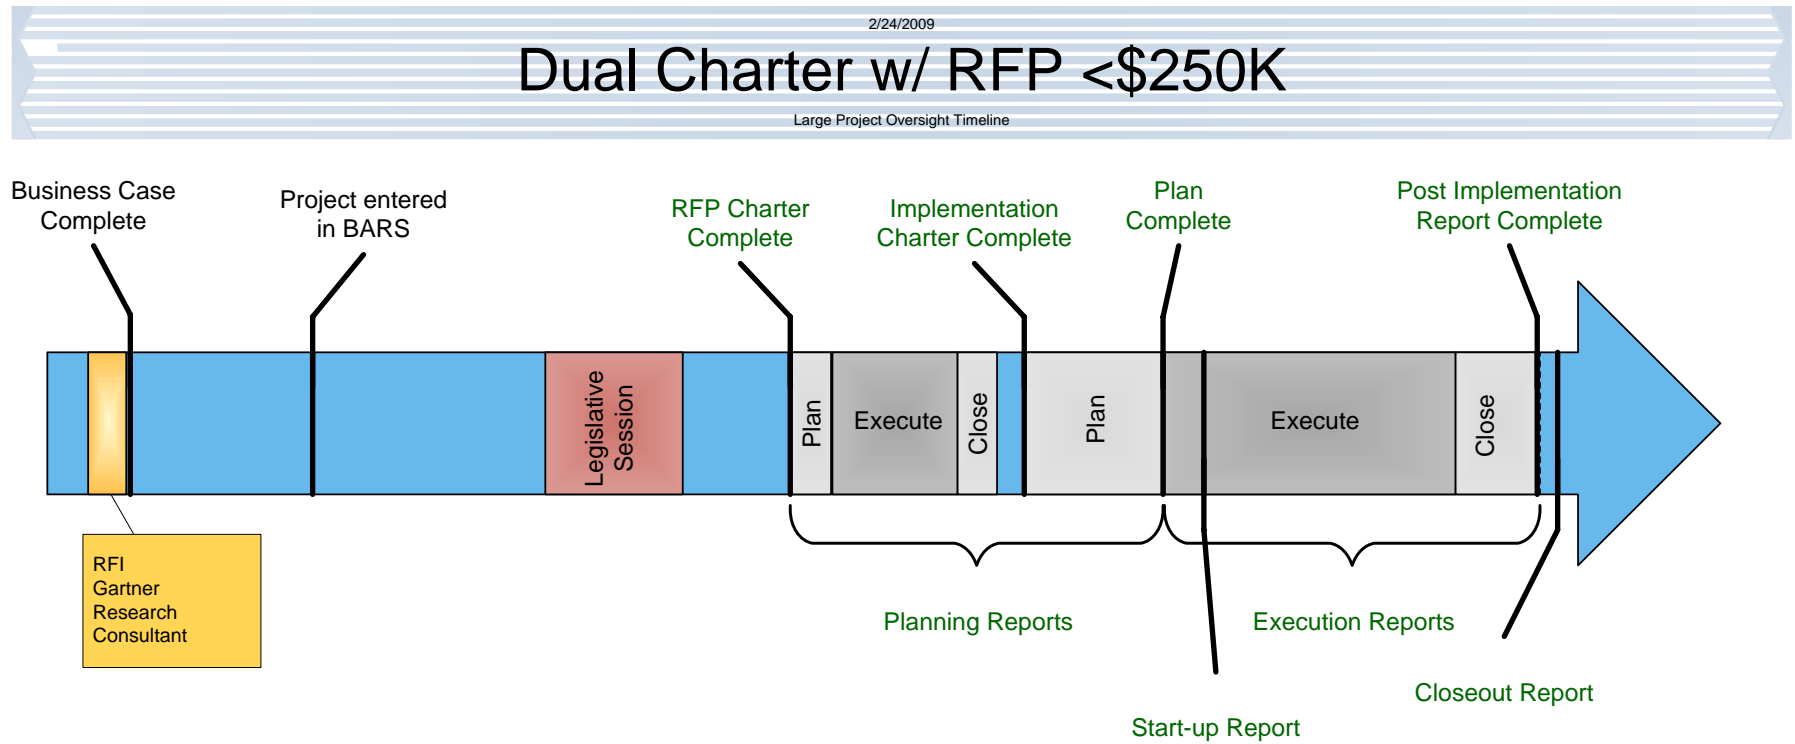 2/24/2009
Dual Charter w/ RFP <$250K
Large Project Oversight Timeline
Business Case
Complete
Project entered
in BARS
RFP Charter
Complete
Implementation
Charter Complete
Plan
Complete
Post Implementation
Report Complete
Legislative
Session
Plan
Execute
Close
Plan
Execute
Close
RFI
Gartner
Research
Consultant
Planning Reports
Execution Reports
Closeout Report
Start-up Report